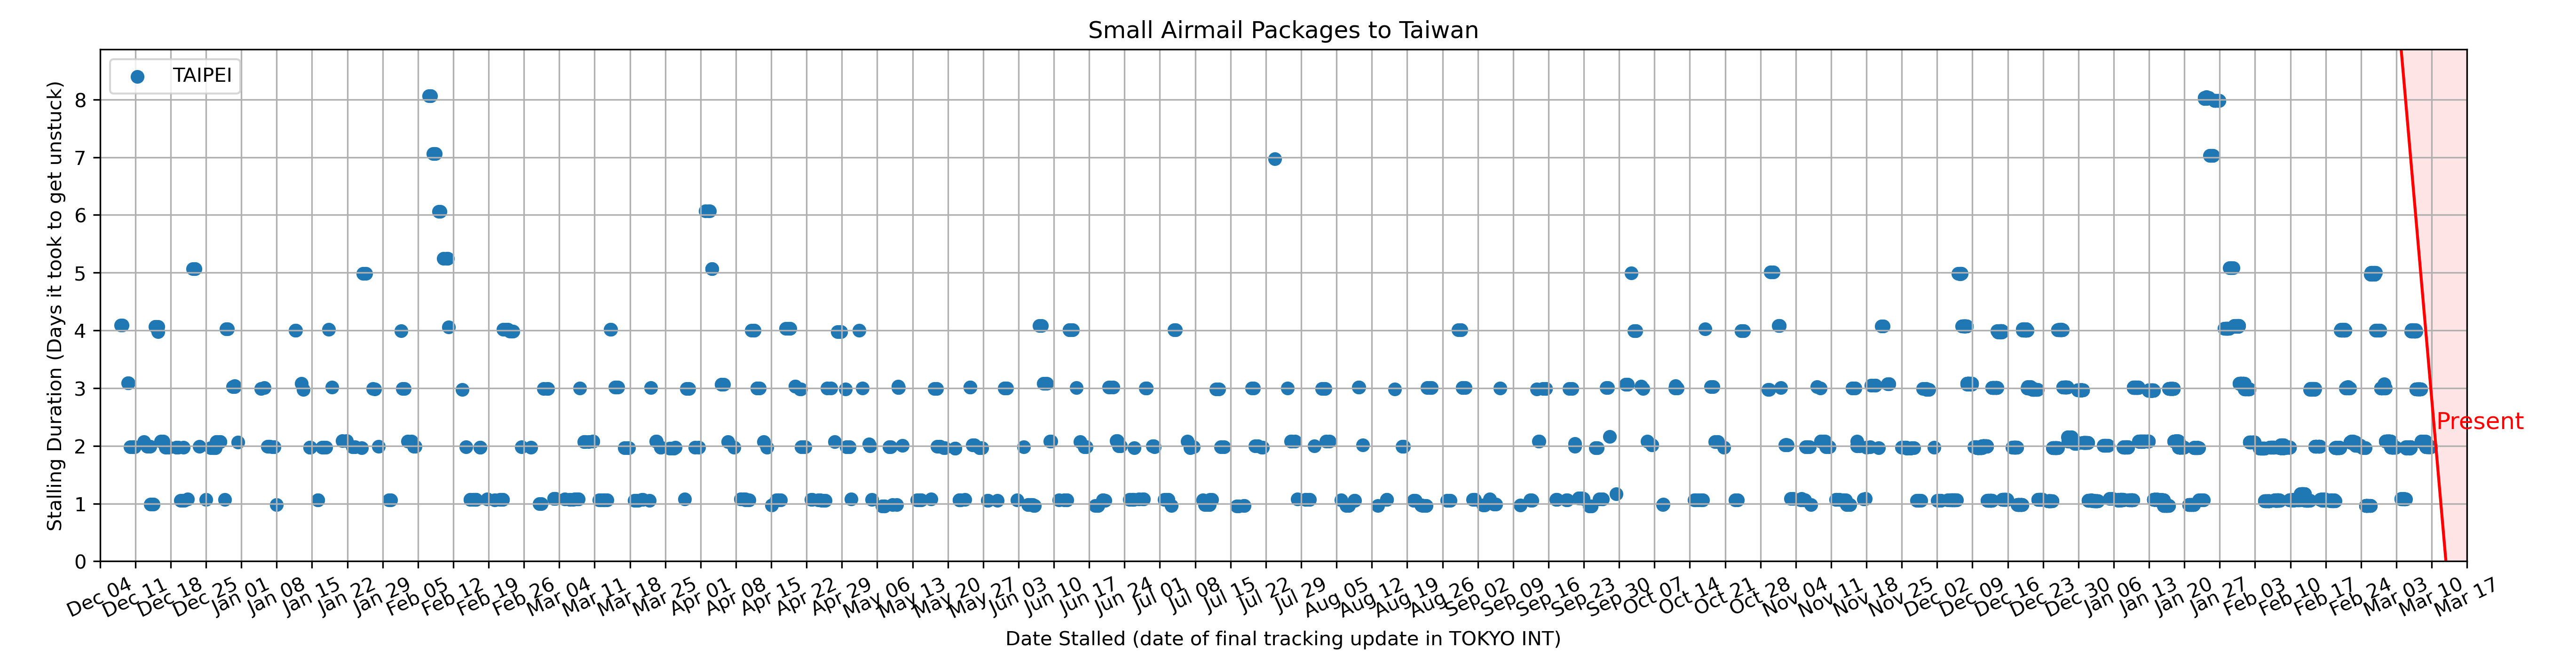 Small Airmail Packages to Taiwan
TAIPEI
Stalling Duration (Days it took to get unstuck)
8
7
6
5
4
3
2
1
0
Present
Dec 04
Dec 11
Dec 18
Dec 25
Jan 01
Jan 08
Jan 15
Jan 22
Jan 29
Feb 05
Feb 12
Feb 19
Feb 26
Mar 04
Mar 11
Mar 18
Mar 25
Apr 01
Apr 08
Apr 15
Apr 22
Apr 29
May 06
May 13
May 20
May 27
Jun 03
Jun 10
Jun 17
Jun 24
Jul 01
Jul 08
Jul 15
Jul 22
Jul 29
Aug 05
Aug 12
Aug 19
Aug 26
Sep 02
Sep 09
Sep 16
Sep 23
Sep 30
Oct 07
Oct 14
Oct 21
Oct 28
Nov 04
Nov 11
Nov 18
Nov 25
Dec 02
Dec 09
Dec 16
Dec 23
Dec 30
Jan 06
Jan 13
Jan 20
Jan 27
Feb 03
Feb 10
Feb 17
Feb 24
Mar 03
Mar 10
Mar 17
Date Stalled (date of final tracking update in TOKYO INT)